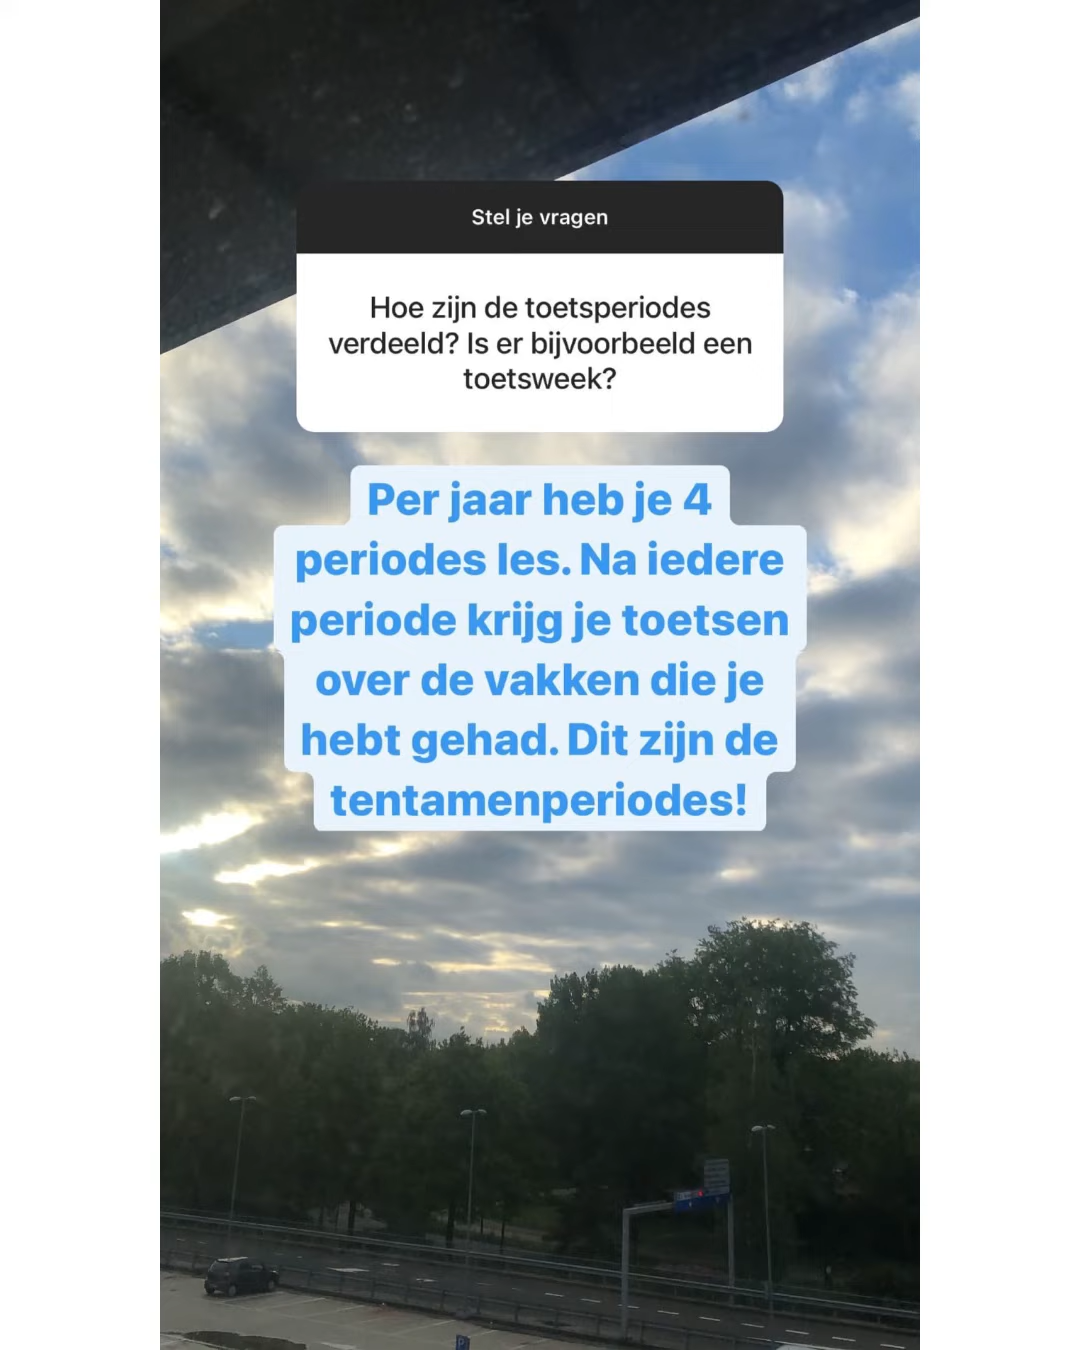 Stel je vragen
Hoe zijn de toetsperiodes
verdeeld? Is er bijvoorbeeld een
toetsweek?
Per jaar heb je 4
periodes les. Na iedere
periode krijg je toetsen
over de vakken die je
hebt gehad. Dit zijn de
tentamenperiodes!
P